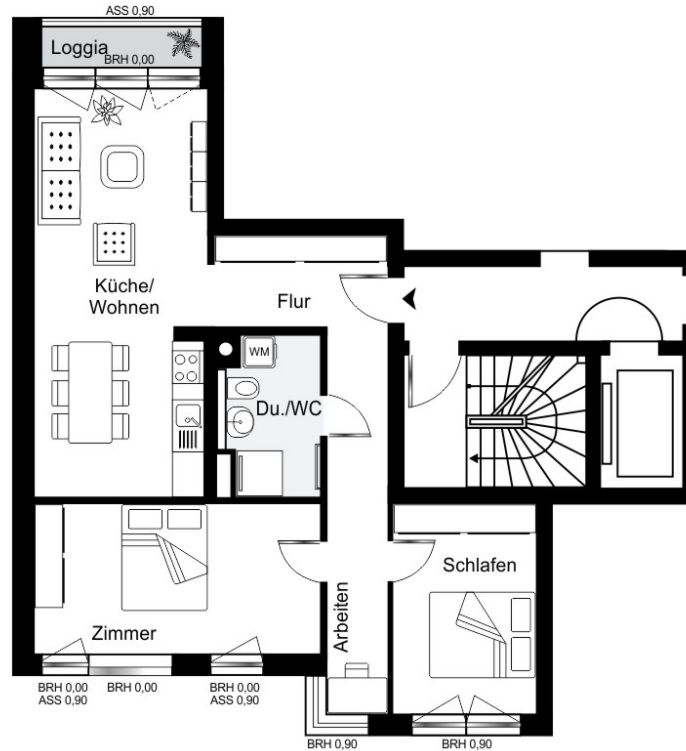 ASS 0,90
Loggia
BRH 0,00
Küche/
Wohnen
Flur
WM
Du./WC
Schlafen
Arbeiten
Zimmer
BRH 0,00
ASS 0,90
BRH 0,00
BRH 0,00
ASS 0,90
BRH 0,90
BRH 0,90